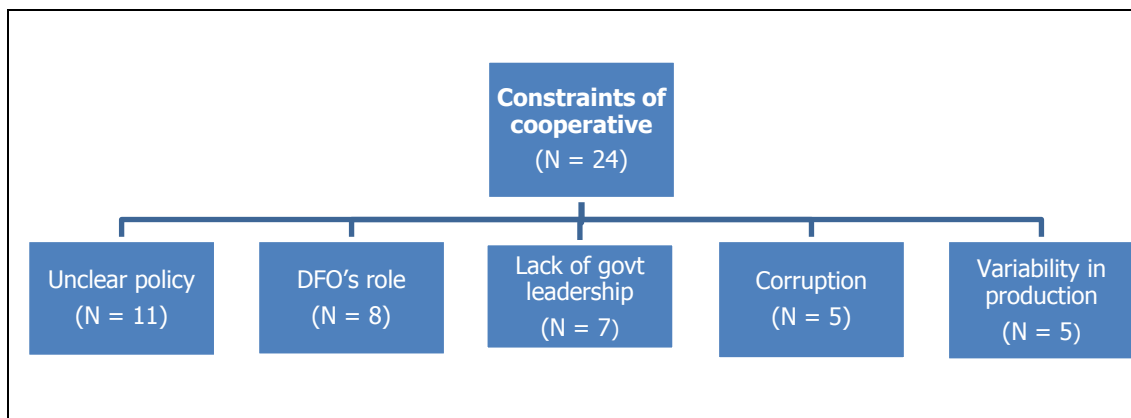 Constraints of
cooperative
(N = 24)
Unclear policy
(N = 11)
DFO's role
(N = 8)
Lack of govt
leadership
(N = 7)
Corruption
(N = 5)
Variability in
production
(N = 5)